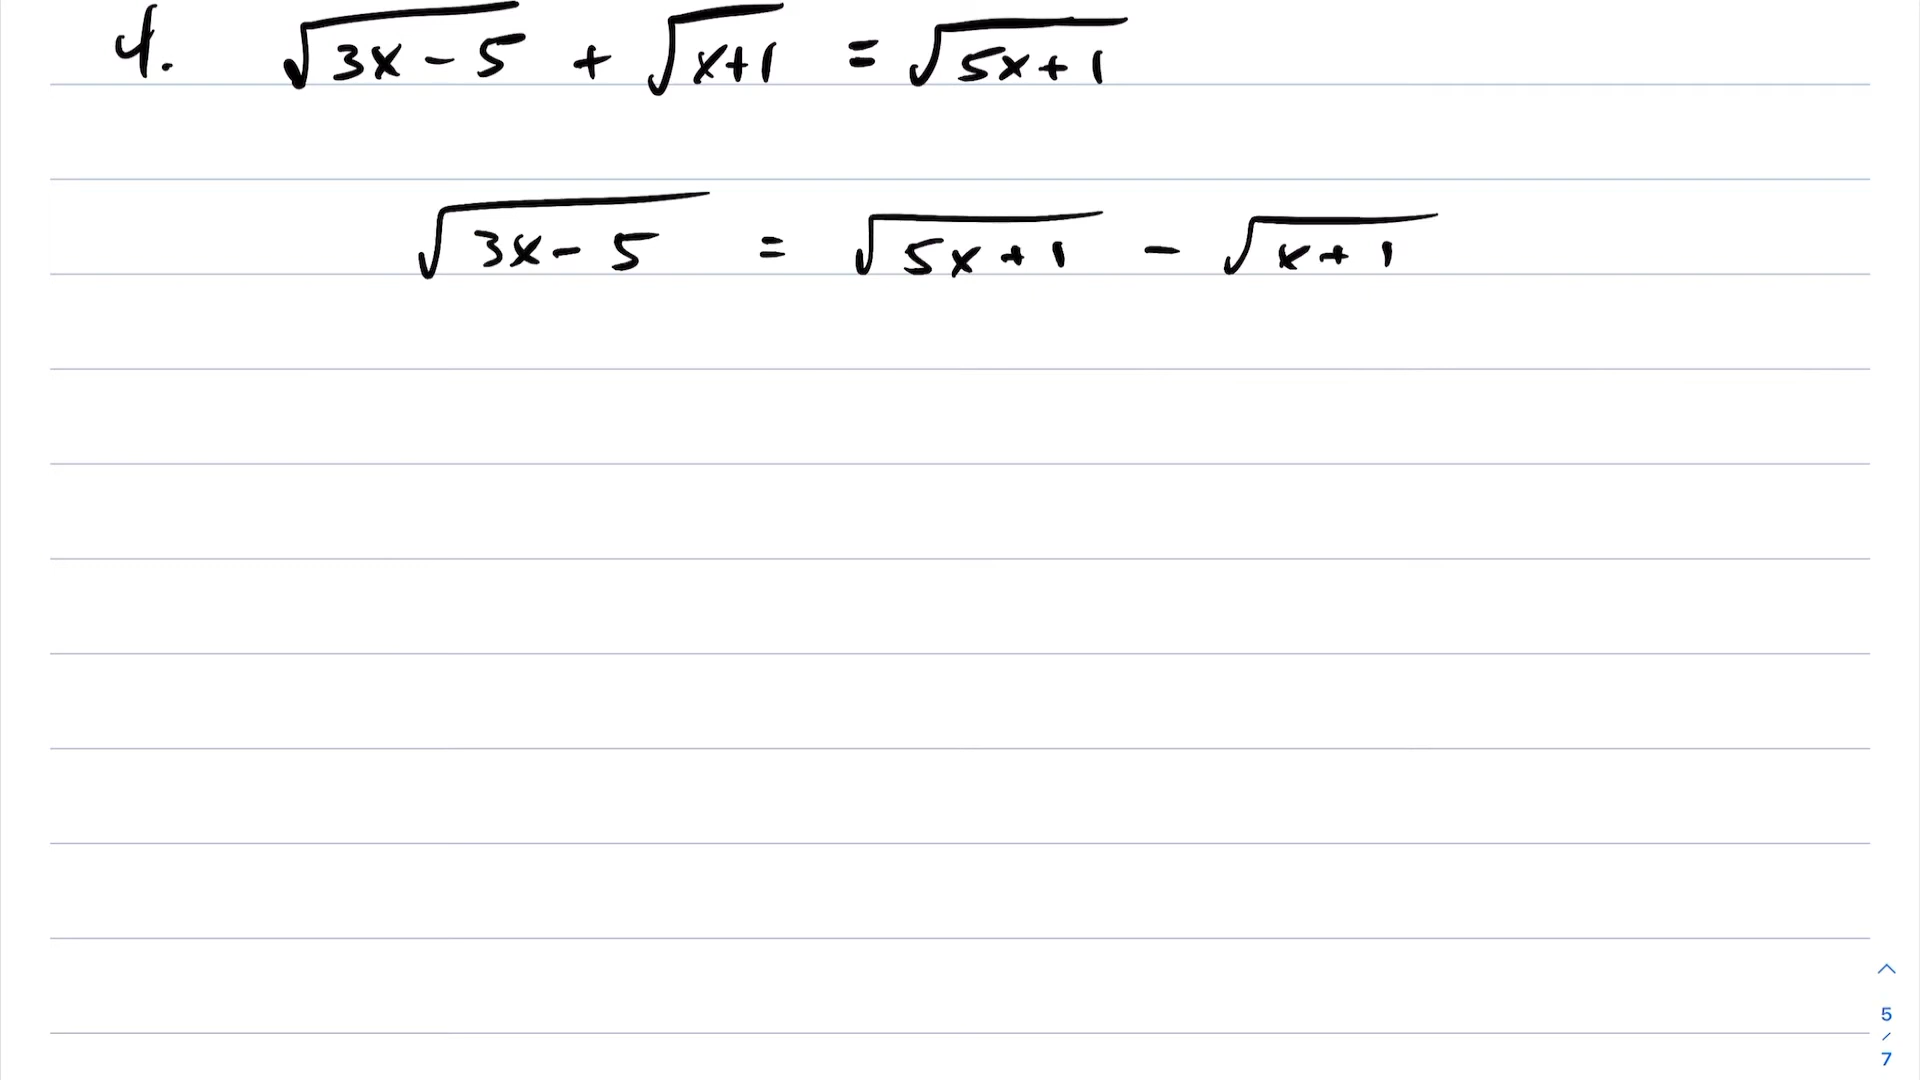 4. √(3x-5) + √(x+1) = √(5x+1)
√(3x-5) = √(5x+1) - √(x+1)
5
/
7